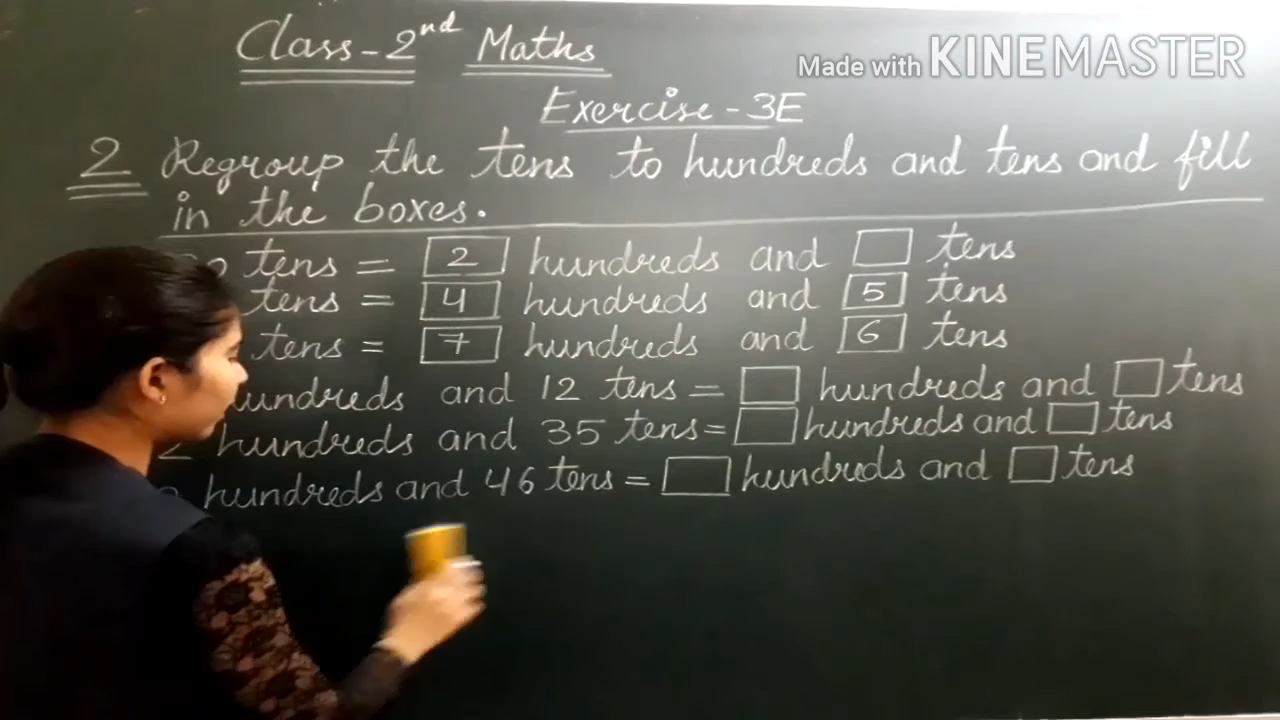 Class-2nd Maths
Made with KINEMASTER
Exercise-3E
2 Regroup the tens to hundreds and tens and fill
in the boxes.
tens = 2 hundreds and tens
tens = 4 hundreds and 5 tens
tens = 7 hundreds and 6 tens
hundreds and 12 tens = hundreds and tens
2 hundreds and 35 tens = hundreds and tens
hundreds and 46 tens = hundreds and tens